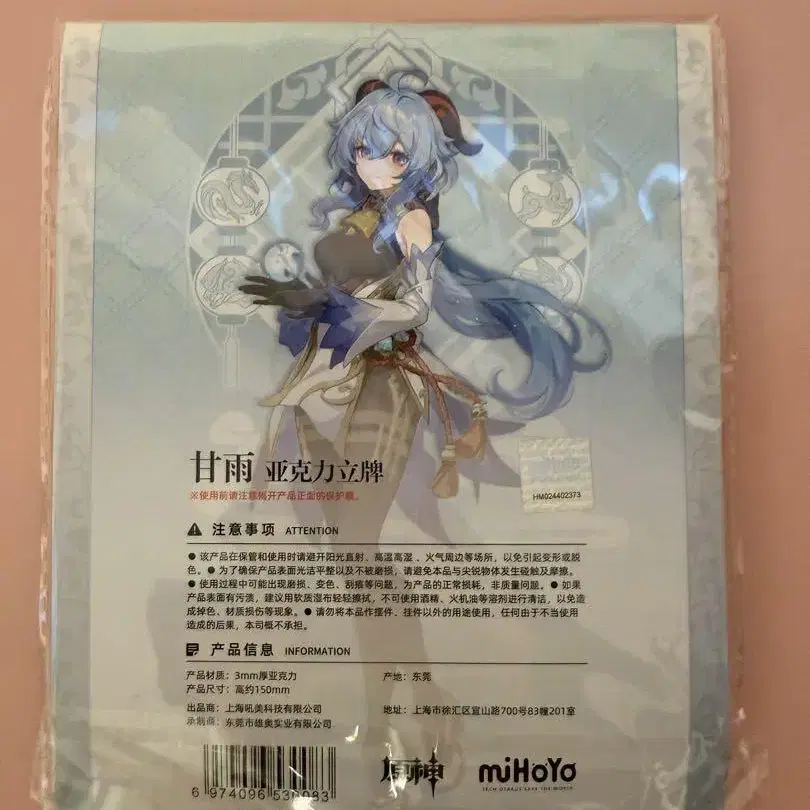 甘雨 亚克力立牌
※使用前请注意揭开产品正面的保护膜。
HM024402373
注意事项 ATTENTION
● 该产品在保管和使用时请避开阳光直射、高温高湿、火气周边等场所，以免引起变形或脱
色。● 为了确保产品表面光洁平整以及不被磨损，请避免本品与尖锐物体发生碰触及摩擦。
● 使用过程中可能出现磨损、变色、刮痕等问题，为产品的正常损耗，非质量问题。● 如果
产品表面有污渍，建议用软质湿布轻轻擦拭，不可使用酒精、火机油等溶剂进行清洁，以免造
成掉色、材质损伤等现象。● 请勿将本品作摆件、挂件以外的用途使用，任何由于不当使用
造成的后果，本司概不承担。
产品信息 INFORMATION
产品材质：3mm厚亚克力 产地：东莞
产品尺寸：高约150mm
出品商：上海吼美科技有限公司 地址：上海市徐汇区宜山路700号83幢201室
承制商：东莞市雄奥实业有限公司
6 974096 530083
原神
miHoYo
TECH OTAKUS SAVE THE WORLD